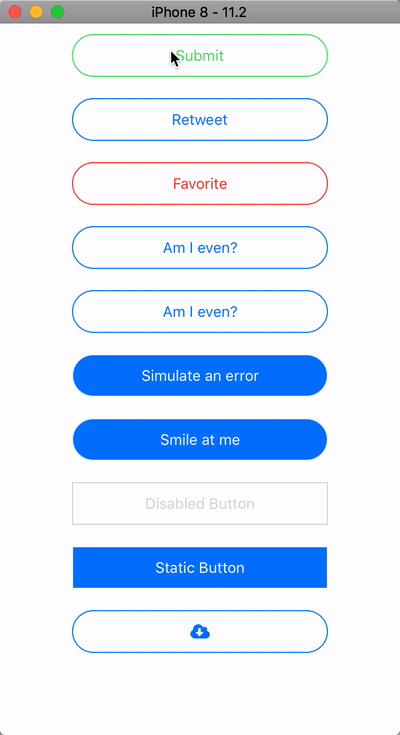 iPhone 8 - 11.2
Submit
Retweet
Favorite
Am I even?
Am I even?
Simulate an error
Smile at me
Disabled Button
Static Button